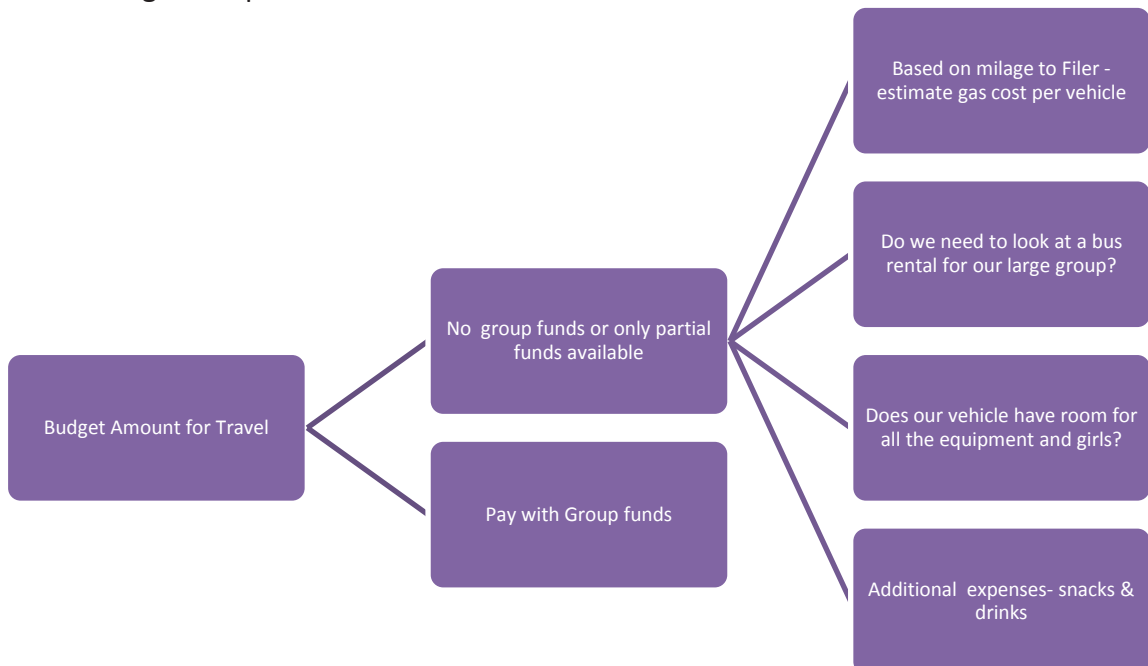 Based on milage to Filer -
estimate gas cost per vehicle
Do we need to look at a bus
rental for our large group?
No  group funds or only partial
funds available
Budget Amount for Travel
Does our vehicle have room for
all the equipment and girls?
Pay with Group funds
Additional  expenses- snacks &
drinks